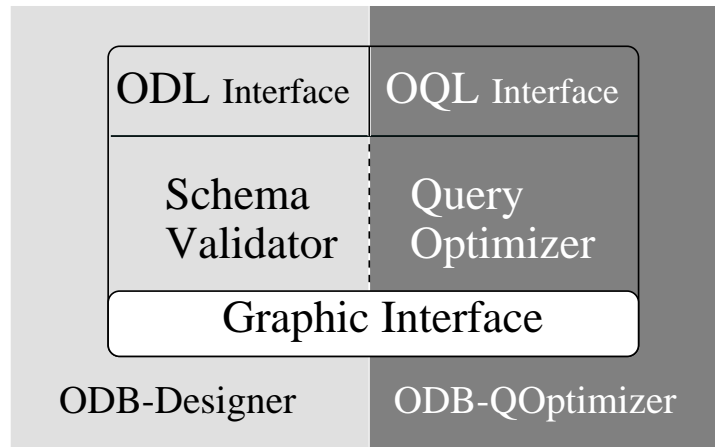 ODL Interface OQL Interface
Schema Query
Validator Optimizer
Graphic Interface
ODB-Designer ODB-QOptimizer